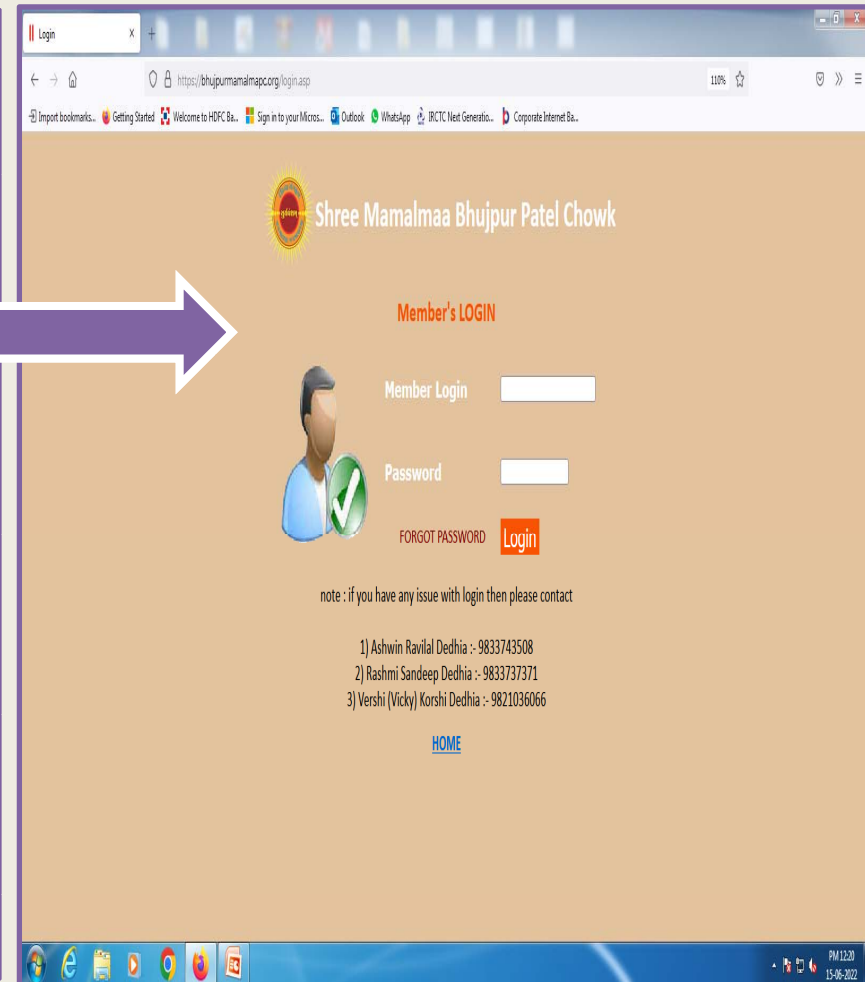 Login
https://bhujpurmamalmapc.org/login.asp
110%
Import bookmarks... Getting Started Welcome to HDFC Ba... Sign in to your Micros... Outlook WhatsApp IRCTC Next Generatio... Corporate Internet Ba...
Shree Mamalmaa Bhujpur Patel Chowk
Member's LOGIN
Member Login
Password
FORGOT PASSWORD Login
note : if you have any issue with login then please contact
1) Ashwin Ravilal Dedhia :- 9833743508
2) Rashmi Sandeep Dedhia :- 9833737371
3) Vershi (Vicky) Korshi Dedhia :- 9821036066
HOME
PM 12:20
15-06-2022